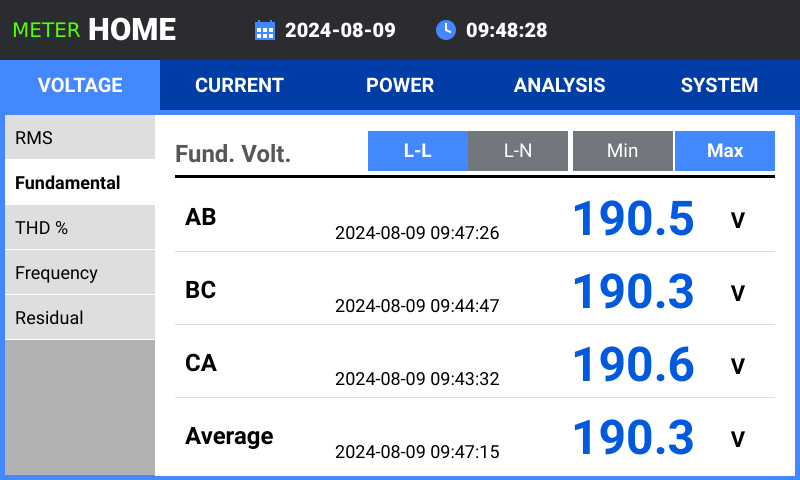 METER HOME 2024-08-09 09:48:28
VOLTAGE CURRENT POWER ANALYSIS SYSTEM
RMS
Fundamental
THD %
Frequency
Residual
Fund. Volt. L-L L-N Min Max
AB 2024-08-09 09:47:26 190.5 V
BC 2024-08-09 09:44:47 190.3 V
CA 2024-08-09 09:43:32 190.6 V
Average 2024-08-09 09:47:15 190.3 V